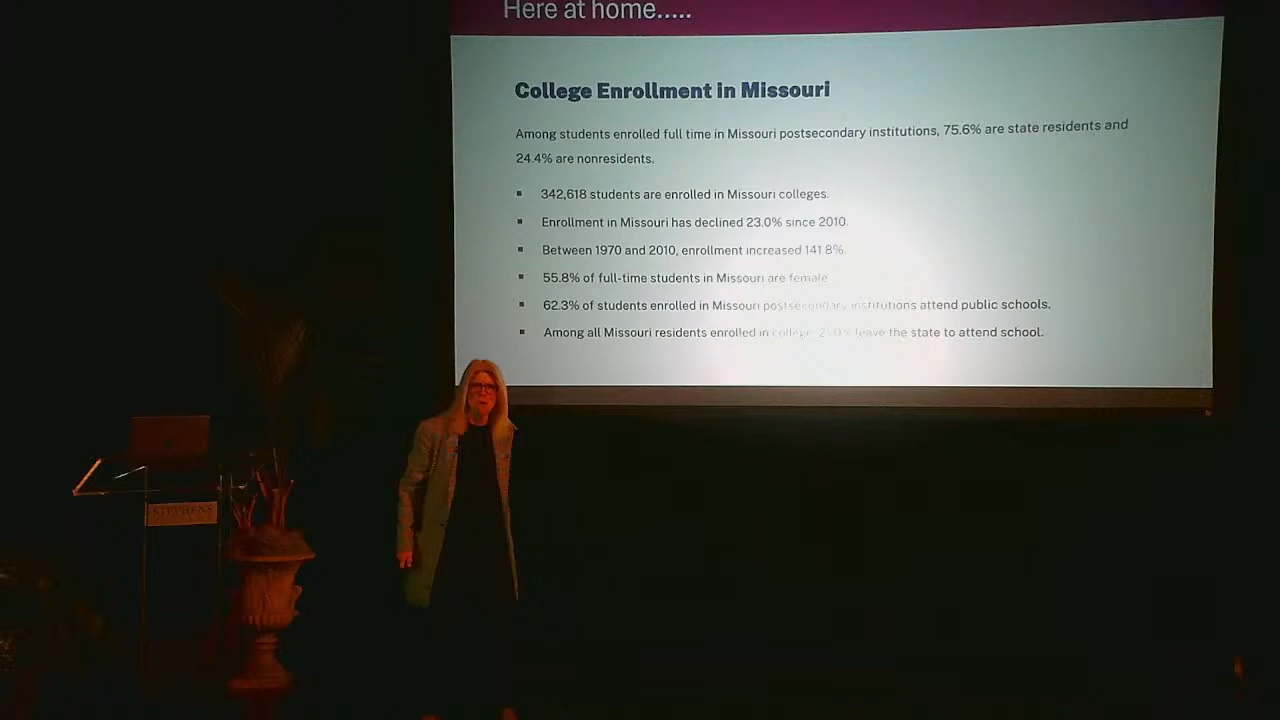 Here at home.....
College Enrollment in Missouri
Among students enrolled full time in Missouri postsecondary institutions, 75.6% are state residents and
24.4% are nonresidents.
▪ 342,618 students are enrolled in Missouri colleges.
▪ Enrollment in Missouri has declined 23.0% since 2010.
▪ Between 1970 and 2010, enrollment increased 141.8%.
▪ 55.8% of full-time students in Missouri are female
▪ 62.3% of students enrolled in Missouri postsecondary institutions attend public schools.
▪ Among all Missouri residents enrolled in college leave the state to attend school.
STEPHENS